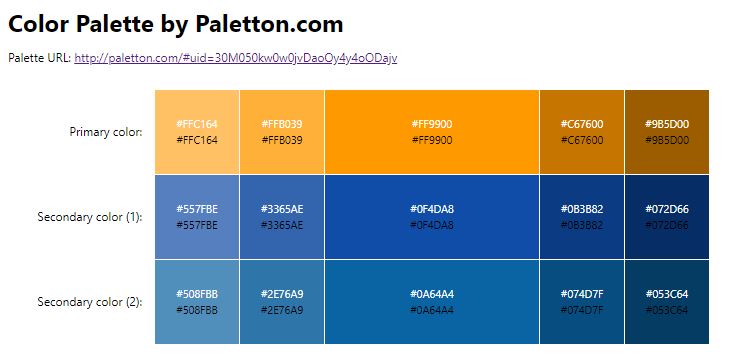 Color Palette by Paletton.com
Palette URL: http://paletton.com/#uid=30M050kw0w0jvDaoOy4y4oODajv
Primary color:
#FFC164 #FFB039 #FF9900 #C67600 #9B5D00
#FFC164 #FFB039 #FF9900 #C67600 #9B5D00
Secondary color (1):
#557FBE #3365AE #0F4DA8 #0B3B82 #072D66
#557FBE #3365AE #0F4DA8 #0B3B82 #072D66
Secondary color (2):
#508FBB #2E76A9 #0A64A4 #074D7F #053C64
#508FBB #2E76A9 #0A64A4 #074D7F #053C64